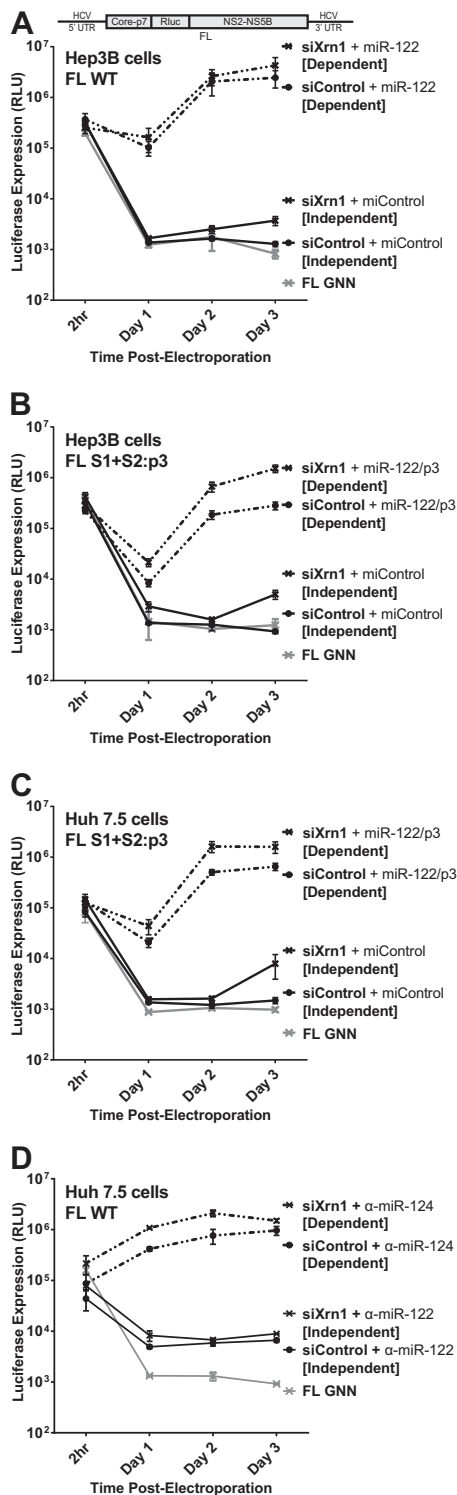 A
HCV
5' UTR
Core-p7
Rluc
NS2-NS5B
HCV
3' UTR
FL
Hep3B cells
FL WT
Luciferase Expression (RLU)
10⁷
10⁶
10⁵
10⁴
10³
10²
2hr
Day 1
Day 2
Day 3
Time Post-Electroporation
siXrn1 + miR-122
[Dependent]
siControl + miR-122
[Dependent]
siXrn1 + miControl
[Independent]
siControl + miControl
[Independent]
FL GNN
B
Hep3B cells
FL S1+S2:p3
Luciferase Expression (RLU)
10⁷
10⁶
10⁵
10⁴
10³
10²
2hr
Day 1
Day 2
Day 3
Time Post-Electroporation
siXrn1 + miR-122/p3
[Dependent]
siControl + miR-122/p3
[Dependent]
siXrn1 + miControl
[Independent]
siControl + miControl
[Independent]
FL GNN
C
Huh 7.5 cells
FL S1+S2:p3
Luciferase Expression (RLU)
10⁷
10⁶
10⁵
10⁴
10³
10²
2hr
Day 1
Day 2
Day 3
Time Post-Electroporation
siXrn1 + miR-122/p3
[Dependent]
siControl + miR-122/p3
[Dependent]
siXrn1 + miControl
[Independent]
siControl + miControl
[Independent]
FL GNN
D
Huh 7.5 cells
FL WT
Luciferase Expression (RLU)
10⁷
10⁶
10⁵
10⁴
10³
10²
2hr
Day 1
Day 2
Day 3
Time Post-Electroporation
siXrn1 + α-miR-124
[Dependent]
siControl + α-miR-124
[Dependent]
siXrn1 + α-miR-122
[Independent]
siControl + α-miR-122
[Independent]
FL GNN